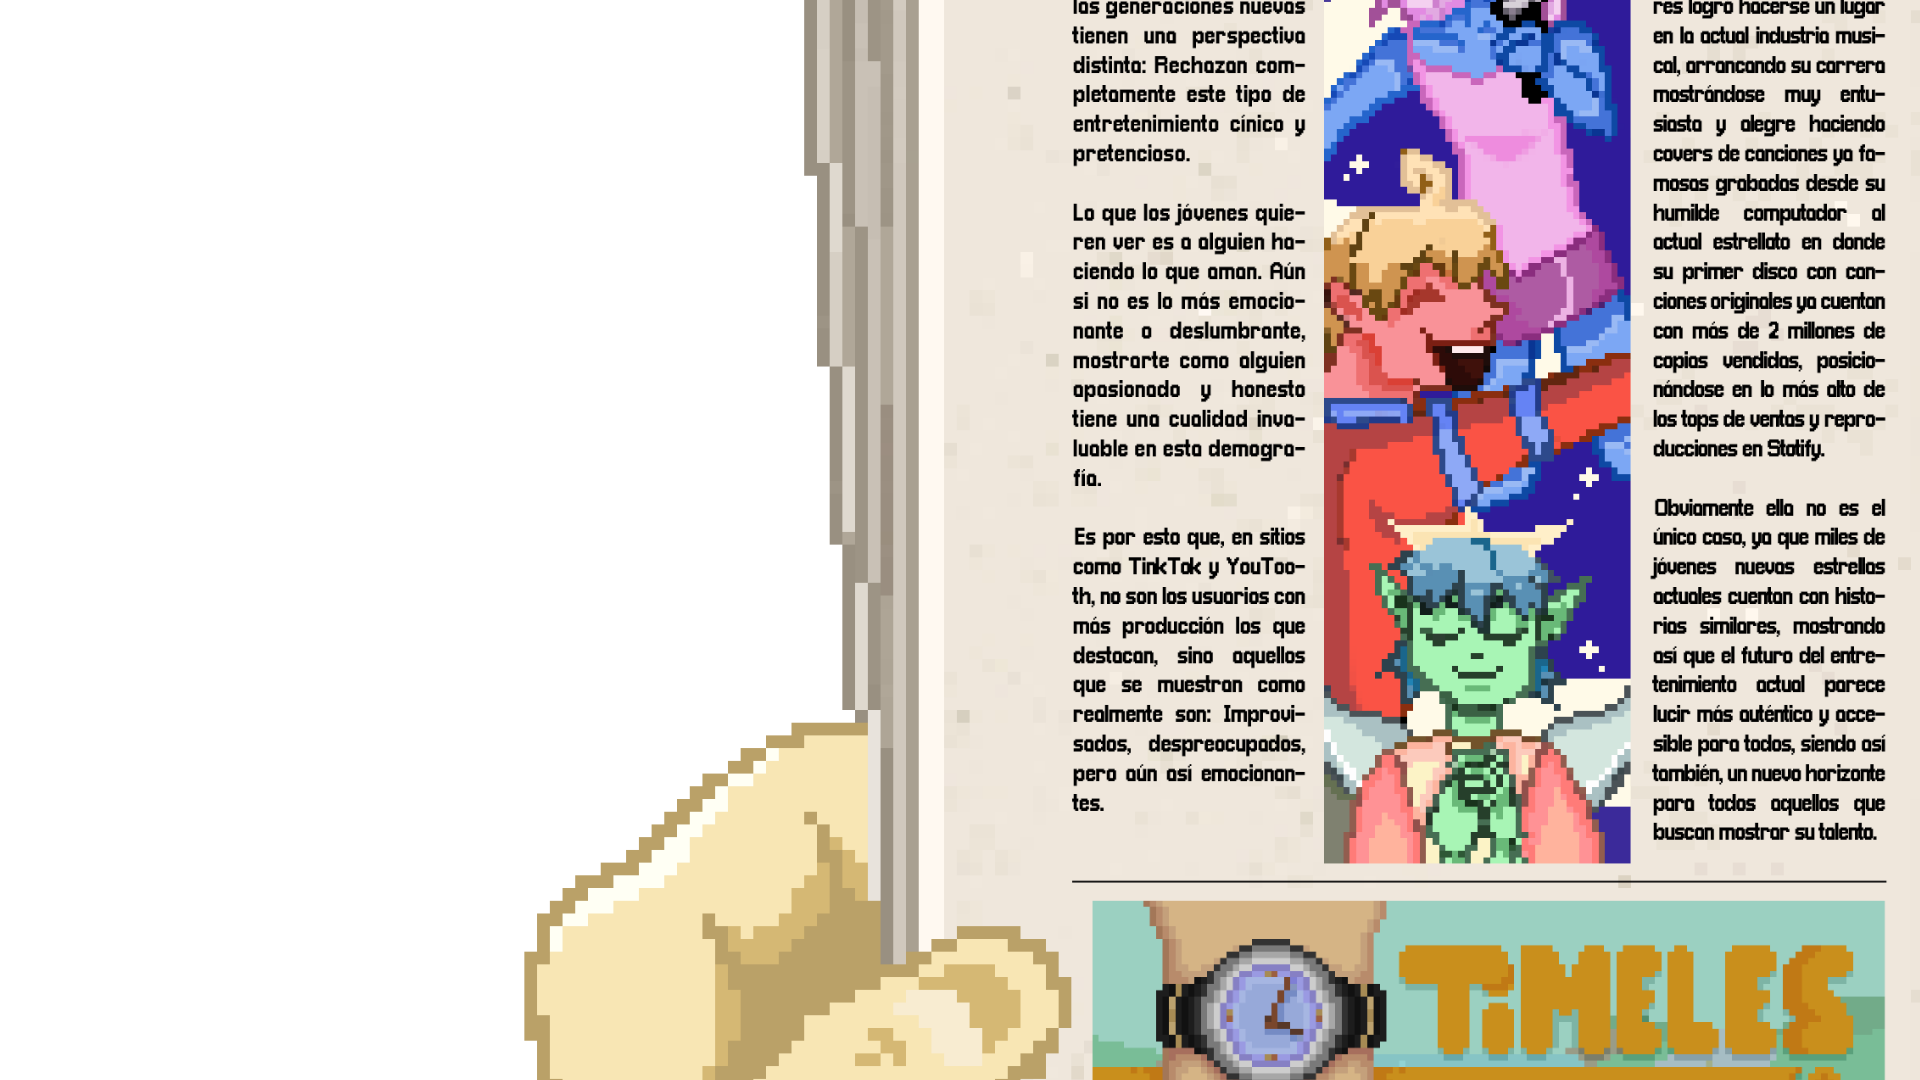 las generaciones nuevas
tienen una perspectiva
distinta: Rechazan com-
pletamente este tipo de
entretenimiento cínico y
pretencioso.
Lo que los jóvenes quie-
ren ver es a alguien ha-
ciendo lo que aman. Aún
si no es lo más emocio-
nante o deslumbrante,
mostrarte como alguien
apasionado y honesto
tiene una cualidad inva-
luable en esta demogra-
fía.
Es por esto que, en sitios
como TinkTok y YouToo-
th, no son los usuarios con
más producción los que
destacan, sino aquellos
que se muestran como
realmente son: Improvi-
sados, despreocupados,
pero aún así emocionan-
tes.
res logró hacerse un lugar
en la actual industria musi-
cal, arrancando su carrera
mostrándose muy entu-
siasta y alegre haciendo
covers de canciones ya fa-
mosas grabadas desde su
humilde computador al
actual estrellato en donde
su primer disco con can-
ciones originales ya cuentan
con más de 2 millones de
copias vendidas, posicio-
nándose en lo más alto de
los tops de ventas y repro-
ducciones en Statify.
Obviamente ella no es el
único caso, ya que miles de
jóvenes nuevas estrellas
actuales cuentan con histo-
rias similares, mostrando
así que el futuro del entre-
tenimiento actual parece
lucir más auténtico y acce-
sible para todos, siendo así
también, un nuevo horizonte
para todos aquellos que
buscan mostrar su talento.
TiMELES